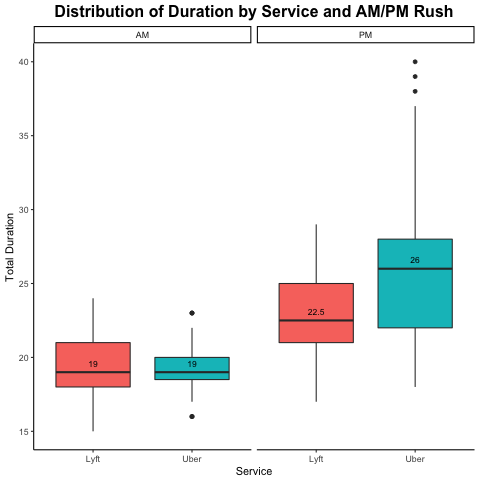 Distribution of Duration by Service and AM/PM Rush
AM
PM
40
35
30
25
20
15
Total Duration
19
19
22.5
26
Lyft
Uber
Lyft
Uber
Service